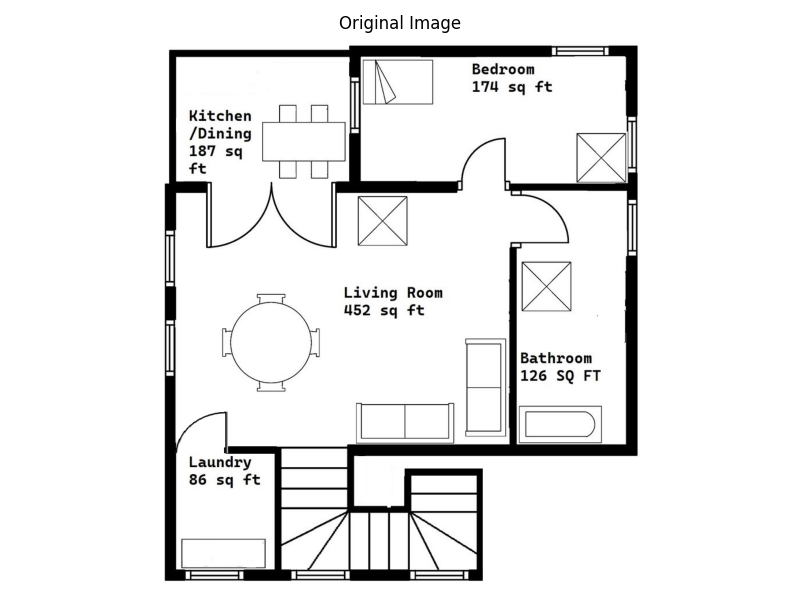 Original Image
Bedroom
174 sq ft
Kitchen
/Dining
187 sq
ft
Living Room
452 sq ft
Bathroom
126 SQ FT
Laundry
86 sq ft